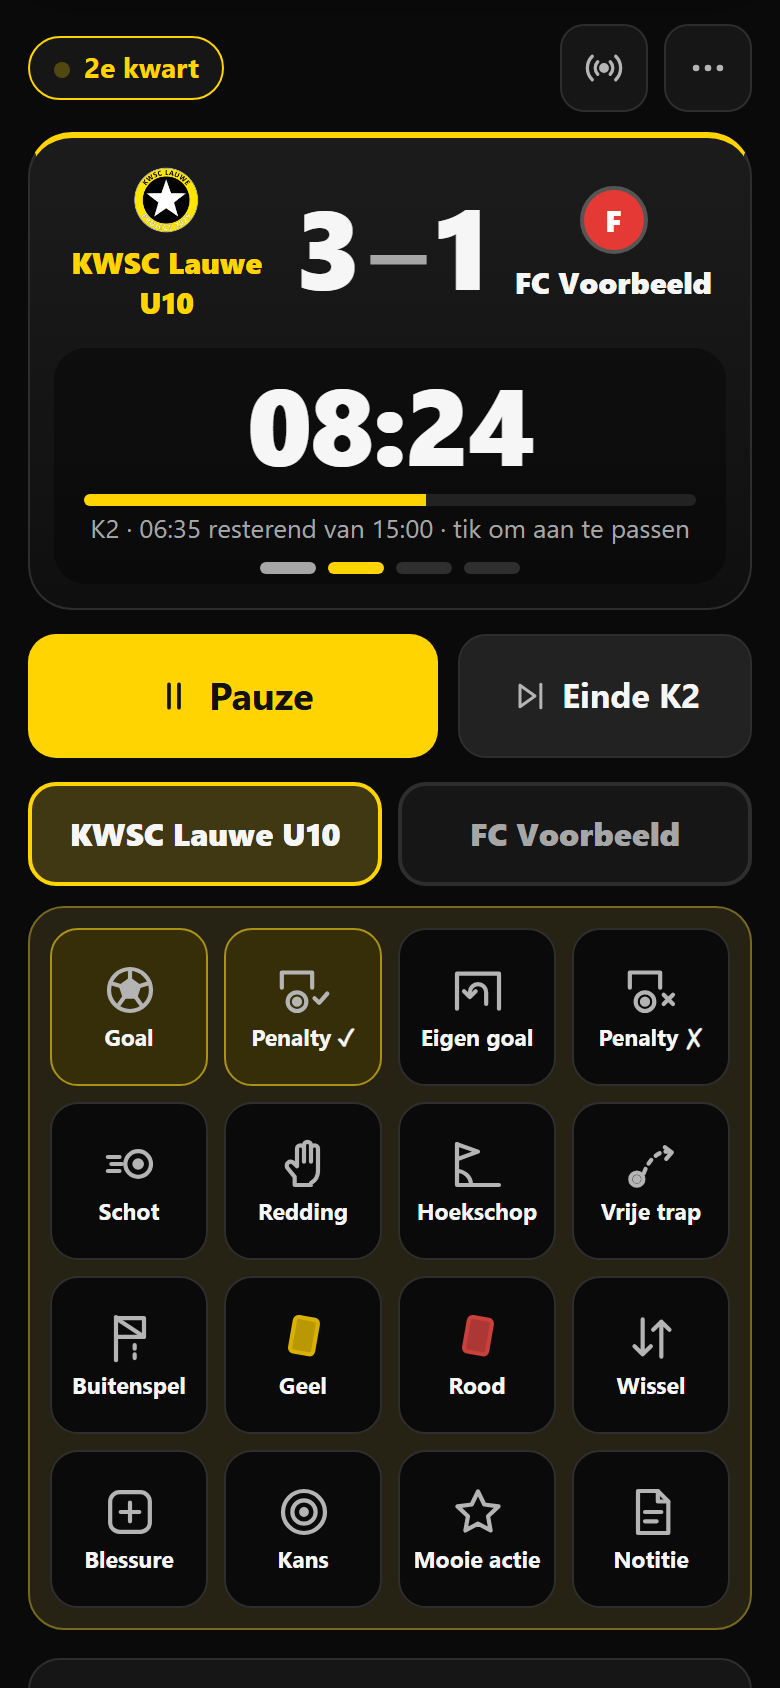 2e kwart
KWSC LAUWE
KWSC Lauwe
U10
3–1
F
FC Voorbeeld
08:24
K2 · 06:35 resterend van 15:00 · tik om aan te passen
Pauze
Einde K2
KWSC Lauwe U10
FC Voorbeeld
Goal
Penalty ✓
Eigen goal
Penalty ✗
Schot
Redding
Hoekschop
Vrije trap
Buitenspel
Geel
Rood
Wissel
Blessure
Kans
Mooie actie
Notitie